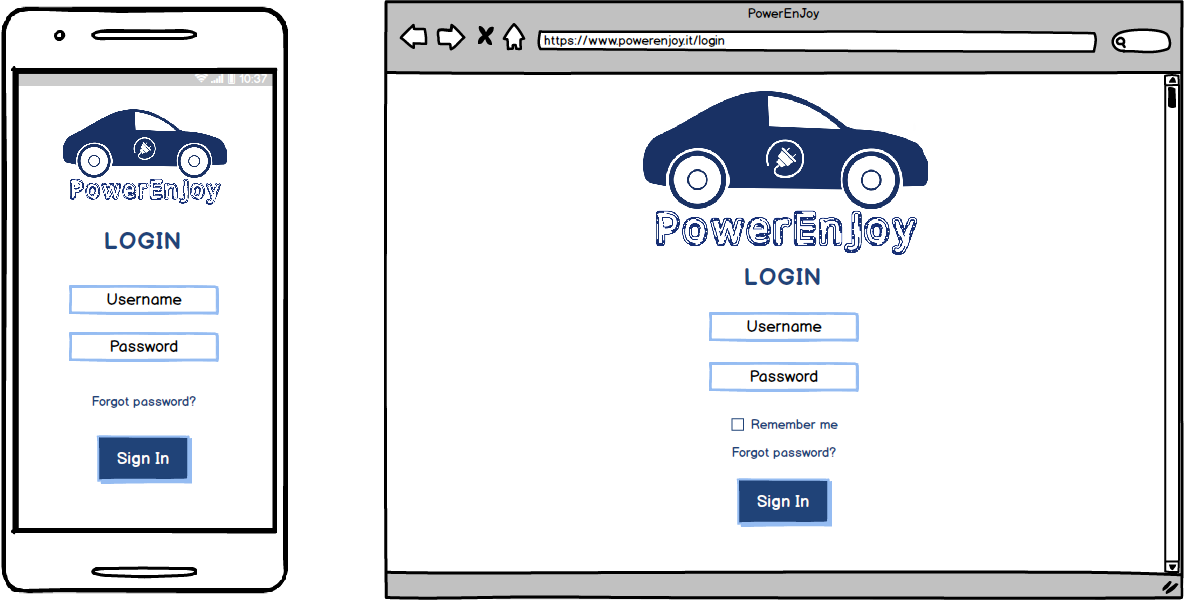 10:37
PowerEnJoy
LOGIN
Username
Password
Forgot password?
Sign In
PowerEnJoy
https://www.powerenjoy.it/login
PowerEnJoy
LOGIN
Username
Password
Remember me
Forgot password?
Sign In